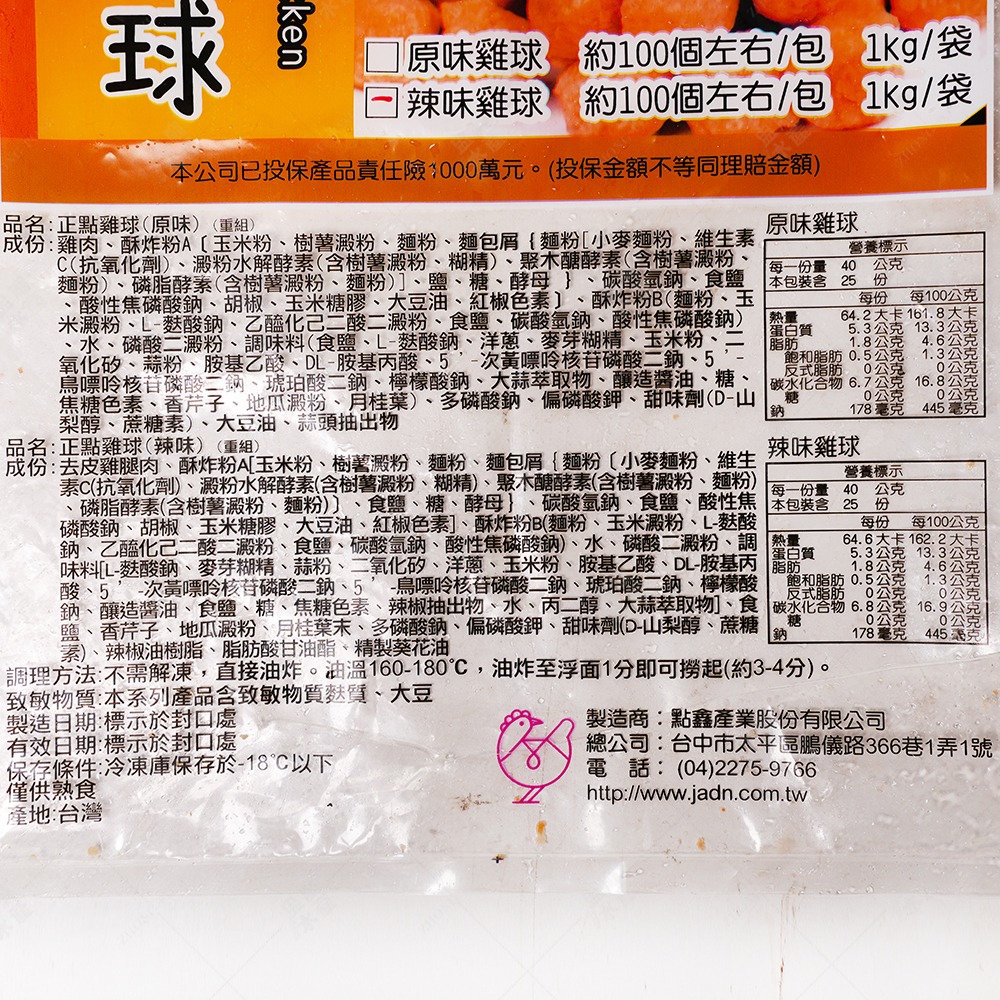 球
ken
原味雞球 約100個左右/包 1kg/袋
辣味雞球 約100個左右/包 1kg/袋
本公司已投保產品責任險1000萬元。(投保金額不等同理賠金額)
品名:正點雞球(原味)(重組)
成份:雞肉、酥炸粉A〔玉米粉、樹薯澱粉、麵粉、麵包屑{麵粉[小麥麵粉、維生素
C(抗氧化劑)、澱粉水解酵素(含樹薯澱粉、糊精)、聚木醣酵素(含樹薯澱粉、
麵粉)、磷脂酵素(含樹薯澱粉、麵粉)]、鹽、糖、酵母}、碳酸氫鈉、食鹽
、酸性焦磷酸鈉、胡椒、玉米糖膠、大豆油、紅椒色素〕、酥炸粉B(麵粉、玉
米澱粉、L-麩酸鈉、乙醯化己二酸二澱粉、食鹽、碳酸氫鈉、酸性焦磷酸鈉)
、水、磷酸二澱粉、調味料(食鹽、L-麩酸鈉、洋蔥、麥芽糊精、玉米粉、二
氧化矽、蒜粉、胺基乙酸、DL-胺基丙酸、5'-次黃嘌呤核苷磷酸二鈉、5'-
鳥嘌呤核苷磷酸二鈉、琥珀酸二鈉、檸檬酸鈉、大蒜萃取物、釀造醬油、糖、
焦糖色素、香芹子、地瓜澱粉、月桂葉)、多磷酸鈉、偏磷酸鉀、甜味劑(D-山
梨醇、蔗糖素)、大豆油、蒜頭抽出物
原味雞球
營養標示
每一份量 40 公克
本包裝含 25 份
每份 每100公克
熱量 64.2大卡 161.8大卡
蛋白質 5.3公克 13.3公克
脂肪 1.8公克 4.6公克
飽和脂肪 0.5公克 1.3公克
反式脂肪 0公克 0公克
碳水化合物 6.7公克 16.8公克
糖 0公克 0公克
鈉 178毫克 445毫克
品名:正點雞球(辣味)(重組)
成份:去皮雞腿肉、酥炸粉A[玉米粉、樹薯澱粉、麵粉、麵包屑{麵粉〔小麥麵粉、維生
素C(抗氧化劑)、澱粉水解酵素(含樹薯澱粉、糊精)、聚木醣酵素(含樹薯澱粉、麵粉)
、磷脂酵素(含樹薯澱粉、麵粉)〕、食鹽、糖、酵母}、碳酸氫鈉、食鹽、酸性焦
磷酸鈉、胡椒、玉米糖膠、大豆油、紅椒色素]、酥炸粉B(麵粉、玉米澱粉、L-麩酸
鈉、乙醯化己二酸二澱粉、食鹽、碳酸氫鈉、酸性焦磷酸鈉)、水、磷酸二澱粉、調
味料[L-麩酸鈉、麥芽糊精、蒜粉、二氧化矽、洋蔥、玉米粉、胺基乙酸、DL-胺基丙
酸、5'-次黃嘌呤核苷磷酸二鈉、5'-鳥嘌呤核苷磷酸二鈉、琥珀酸二鈉、檸檬酸
鈉、釀造醬油、食鹽、糖、焦糖色素、辣椒抽出物、水、丙二醇、大蒜萃取物]、食
鹽、香芹子、地瓜澱粉、月桂葉末、多磷酸鈉、偏磷酸鉀、甜味劑(D-山梨醇、蔗糖
素)、辣椒油樹脂、脂肪酸甘油酯、精製葵花油
辣味雞球
營養標示
每一份量 40 公克
本包裝含 25 份
每份 每100公克
熱量 64.6大卡 162.2大卡
蛋白質 5.3公克 13.3公克
脂肪 1.8公克 4.6公克
飽和脂肪 0.5公克 1.3公克
反式脂肪 0公克 0公克
碳水化合物 6.8公克 16.9公克
糖 0公克 0公克
鈉 178毫克 445毫克
調理方法:不需解凍,直接油炸。油溫160-180℃,油炸至浮面1分即可撈起(約3-4分)。
致敏物質:本系列產品含致敏物質麩質、大豆
製造日期:標示於封口處
有效日期:標示於封口處
保存條件:冷凍庫保存於-18℃以下
僅供熟食
產地:台灣
製造商:點鑫產業股份有限公司
總公司:台中市太平區鵬儀路366巷1弄1號
電 話:(04)2275-9766
http://www.jadn.com.tw